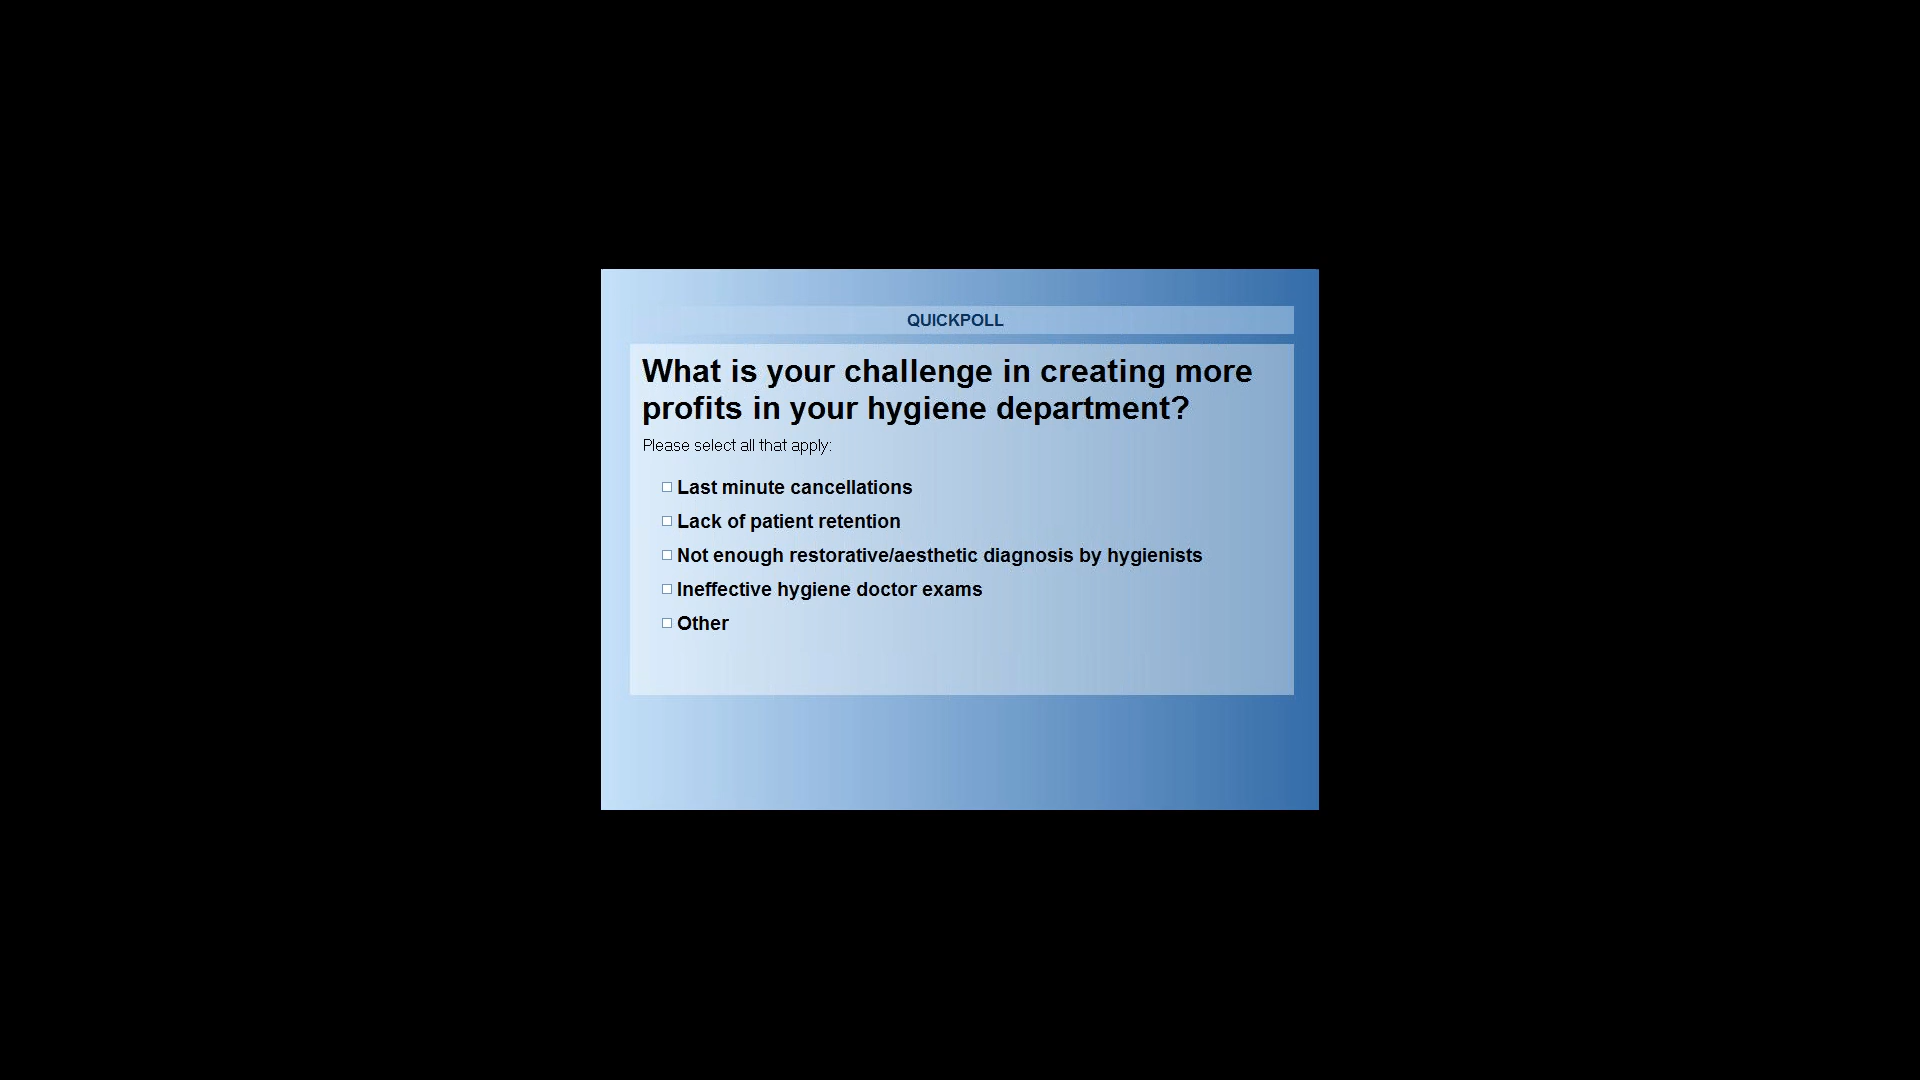 QUICKPOLL
What is your challenge in creating more
profits in your hygiene department?
Please select all that apply:
Last minute cancellations
Lack of patient retention
Not enough restorative/aesthetic diagnosis by hygienists
Ineffective hygiene doctor exams
Other